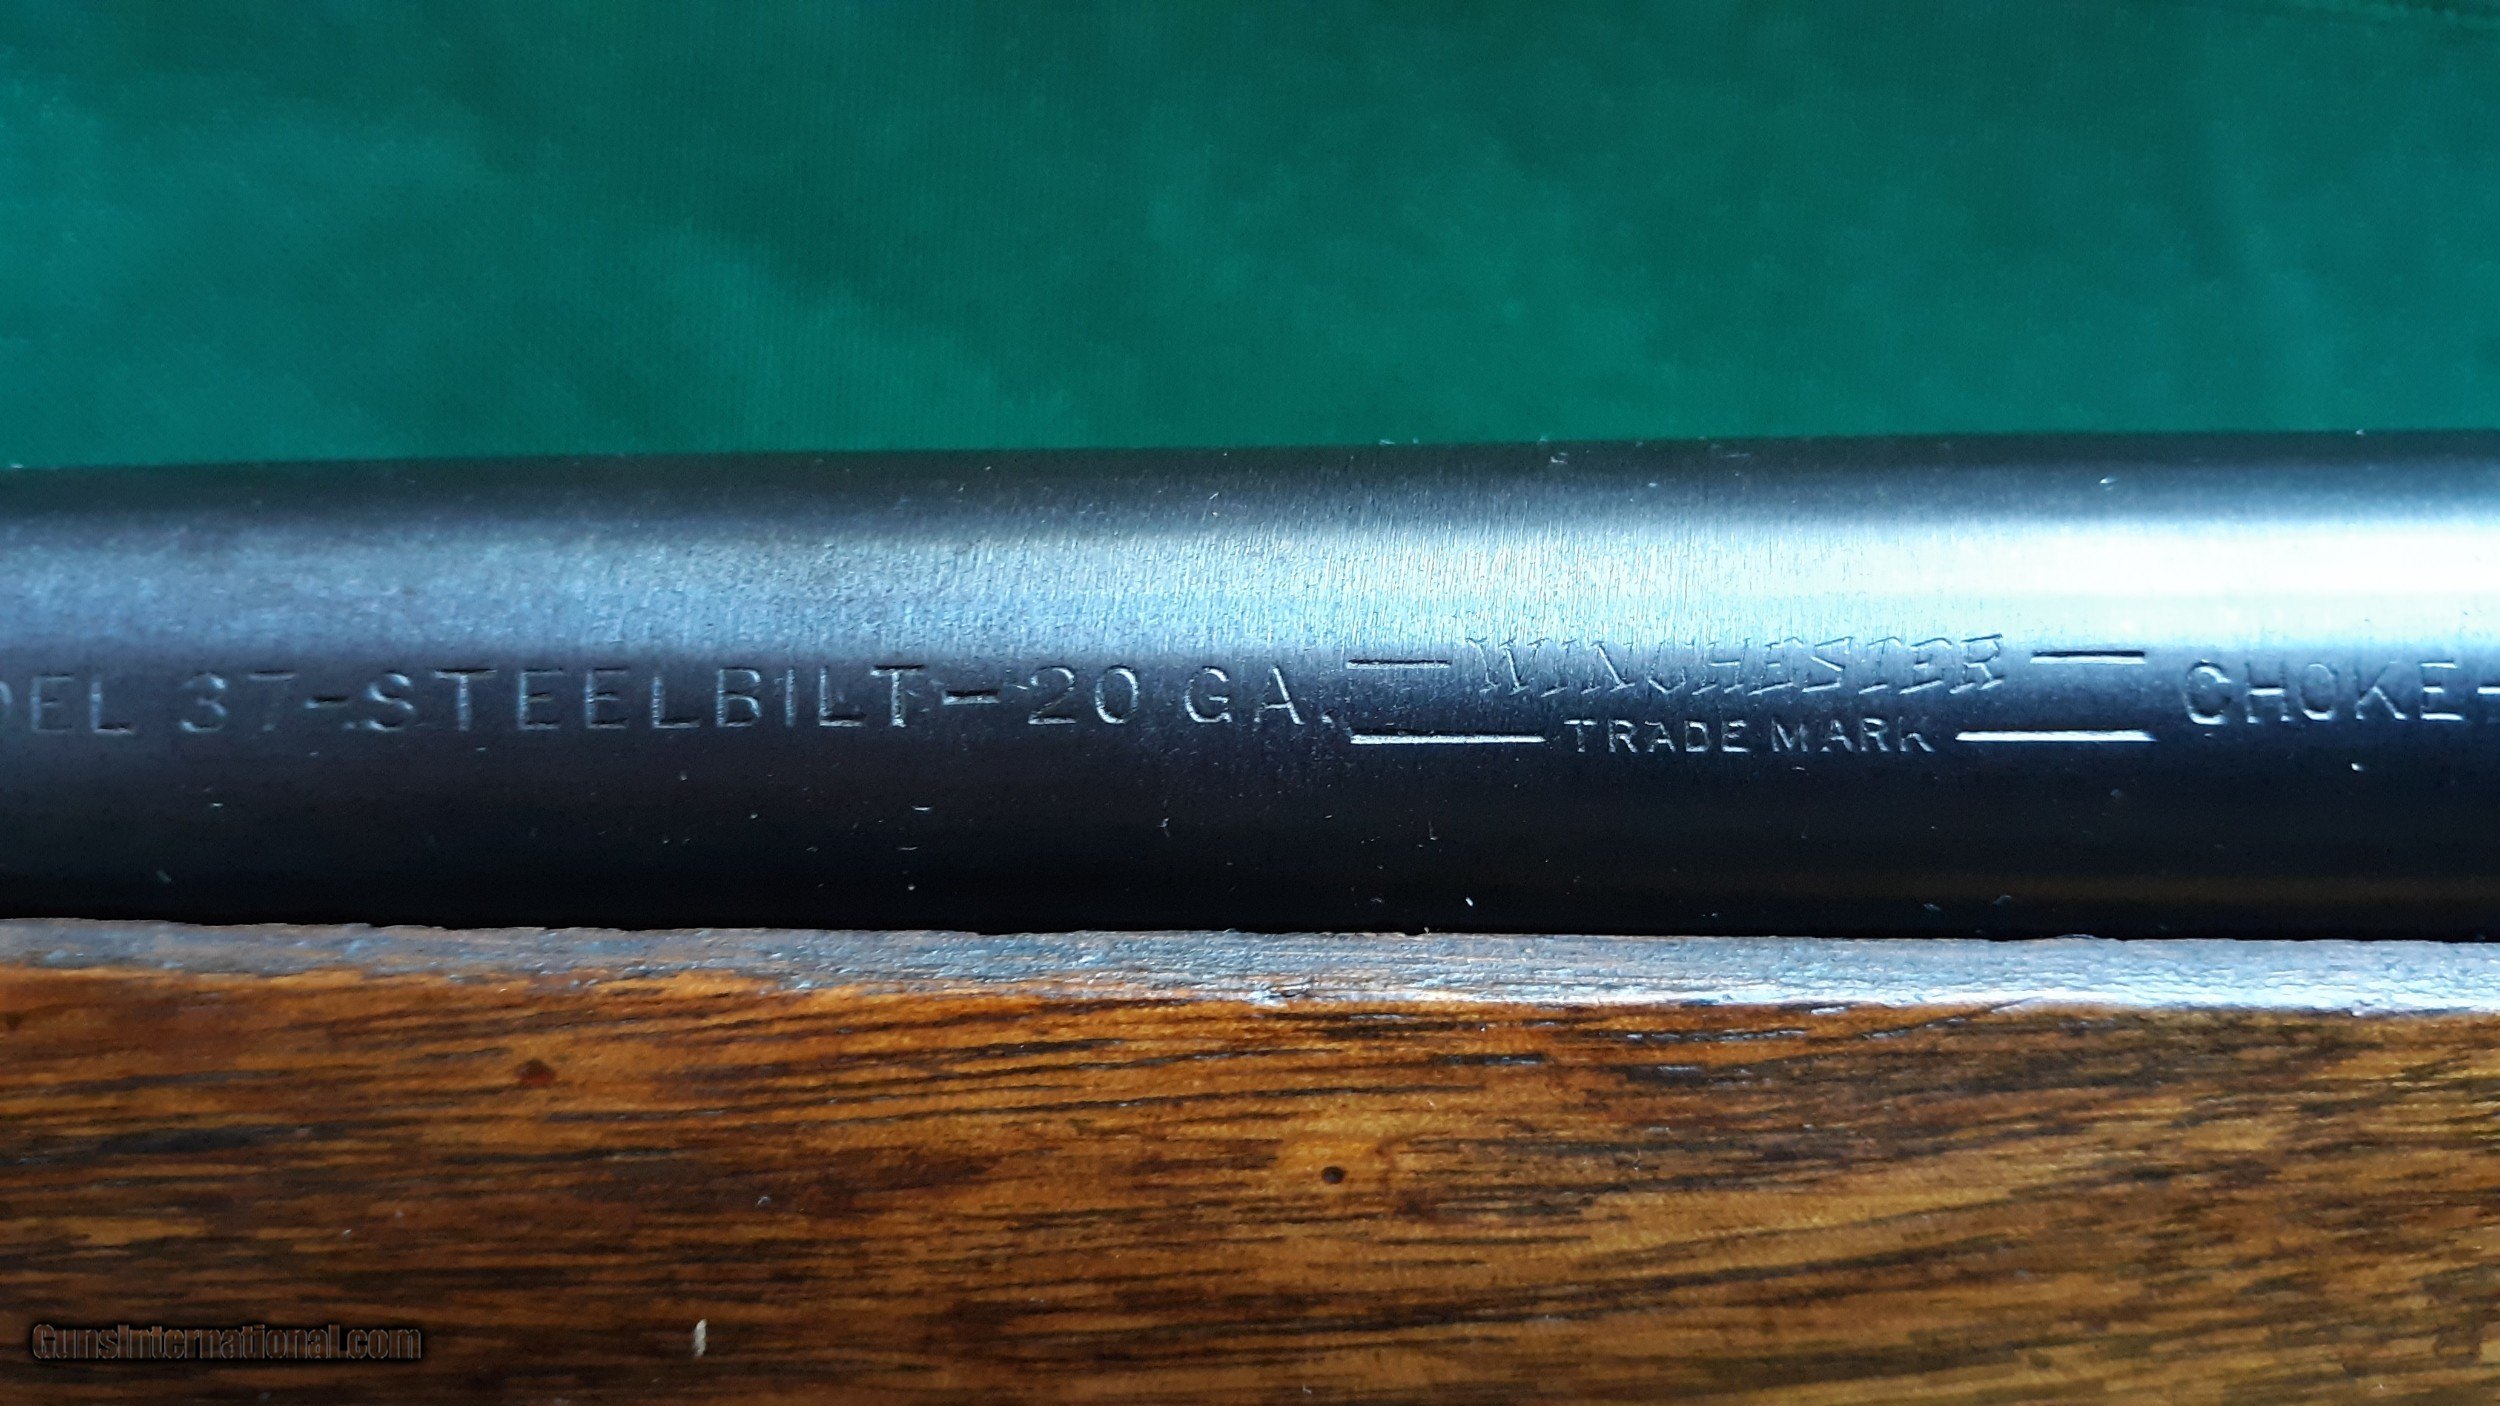 DEL 37-STEELBILT-20 GA. — WINCHESTER — CHOKE-
TRADE MARK
GunsInternational.com